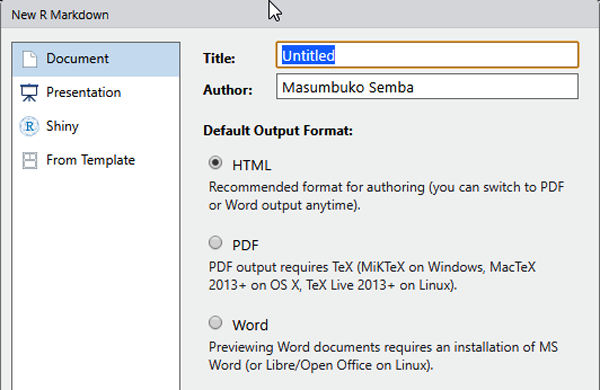 New R Markdown
Document
Presentation
Shiny
From Template
Title: Untitled
Author: Masumbuko Semba
Default Output Format:
HTML
Recommended format for authoring (you can switch to PDF
or Word output anytime).
PDF
PDF output requires TeX (MiKTeX on Windows, MacTeX
2013+ on OS X, TeX Live 2013+ on Linux).
Word
Previewing Word documents requires an installation of MS
Word (or Libre/Open Office on Linux).